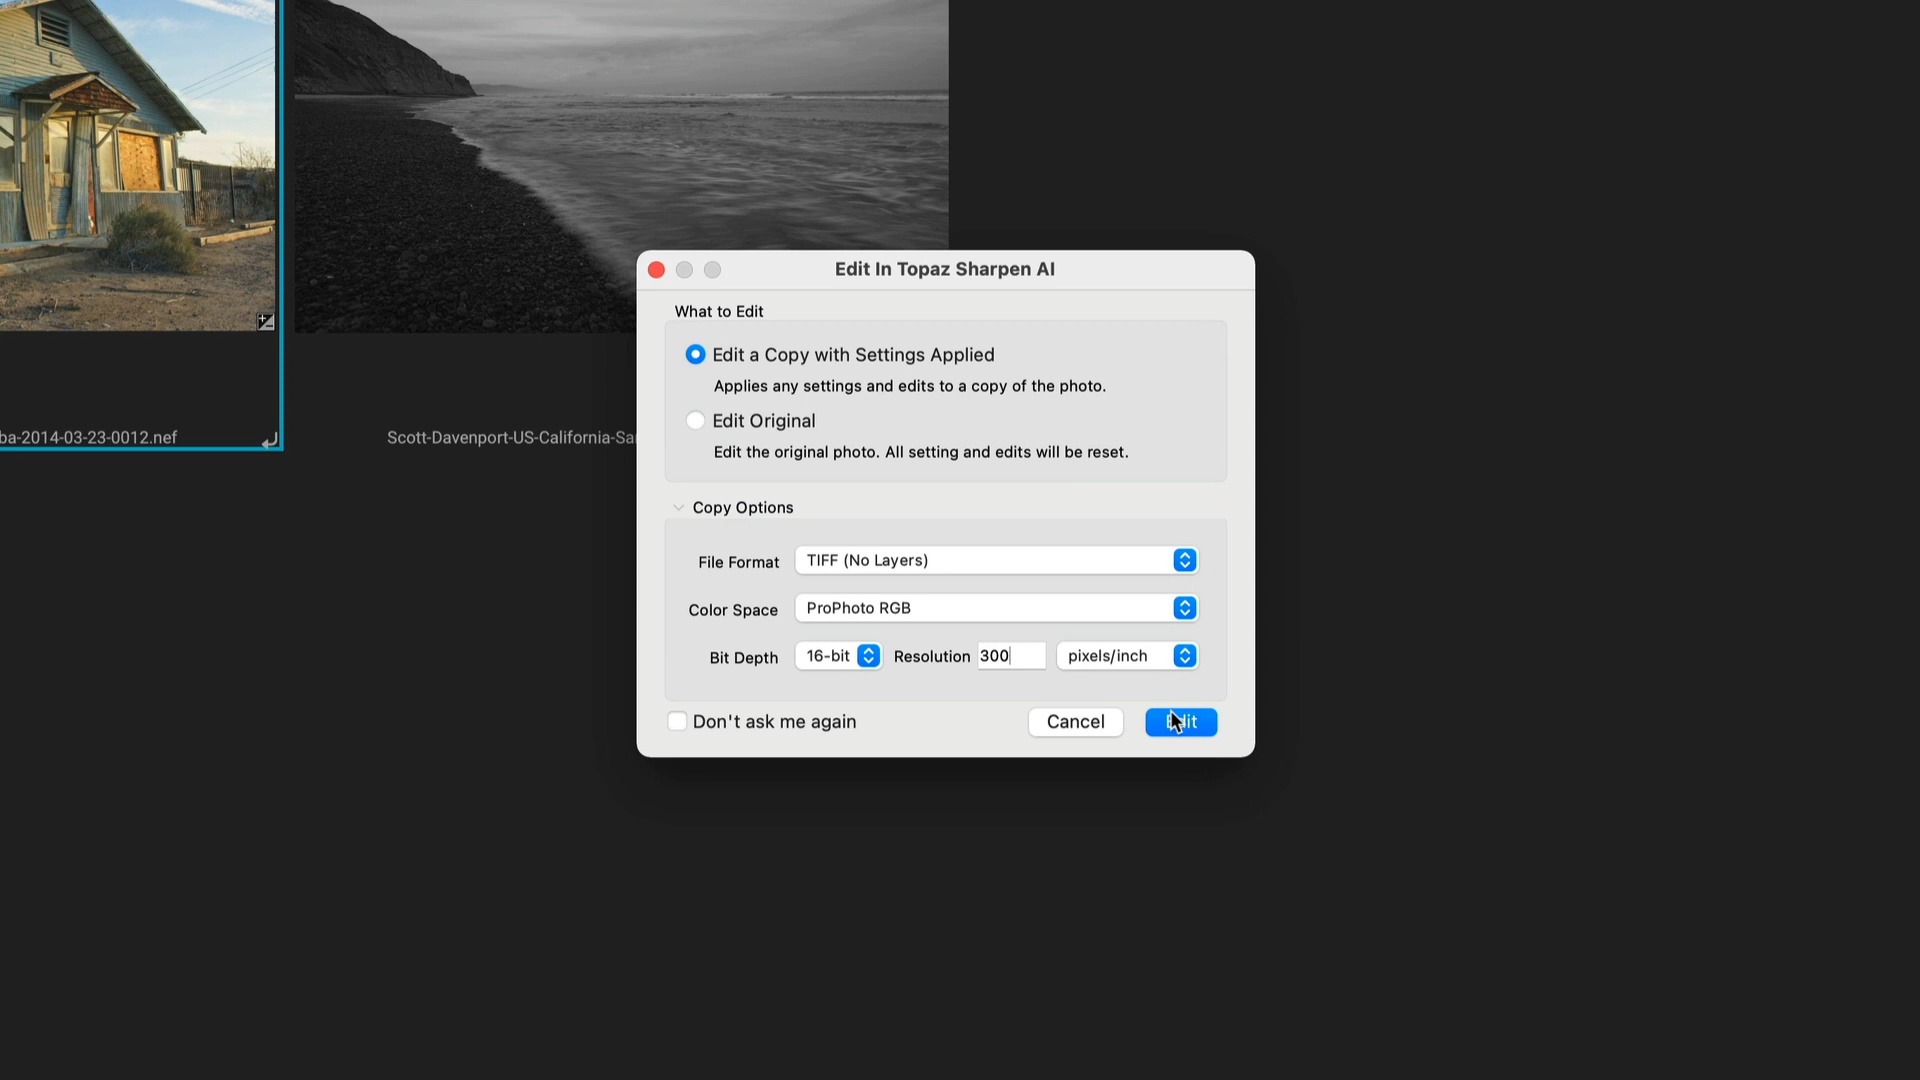 Edit In Topaz Sharpen AI
What to Edit
Edit a Copy with Settings Applied
Applies any settings and edits to a copy of the photo.
Edit Original
Edit the original photo. All setting and edits will be reset.
ba-2014-03-23-0012.nef
Scott-Davenport-US-California-Sa
Copy Options
File Format TIFF (No Layers)
Color Space ProPhoto RGB
Bit Depth 16-bit Resolution 300 pixels/inch
Don't ask me again Cancel Edit